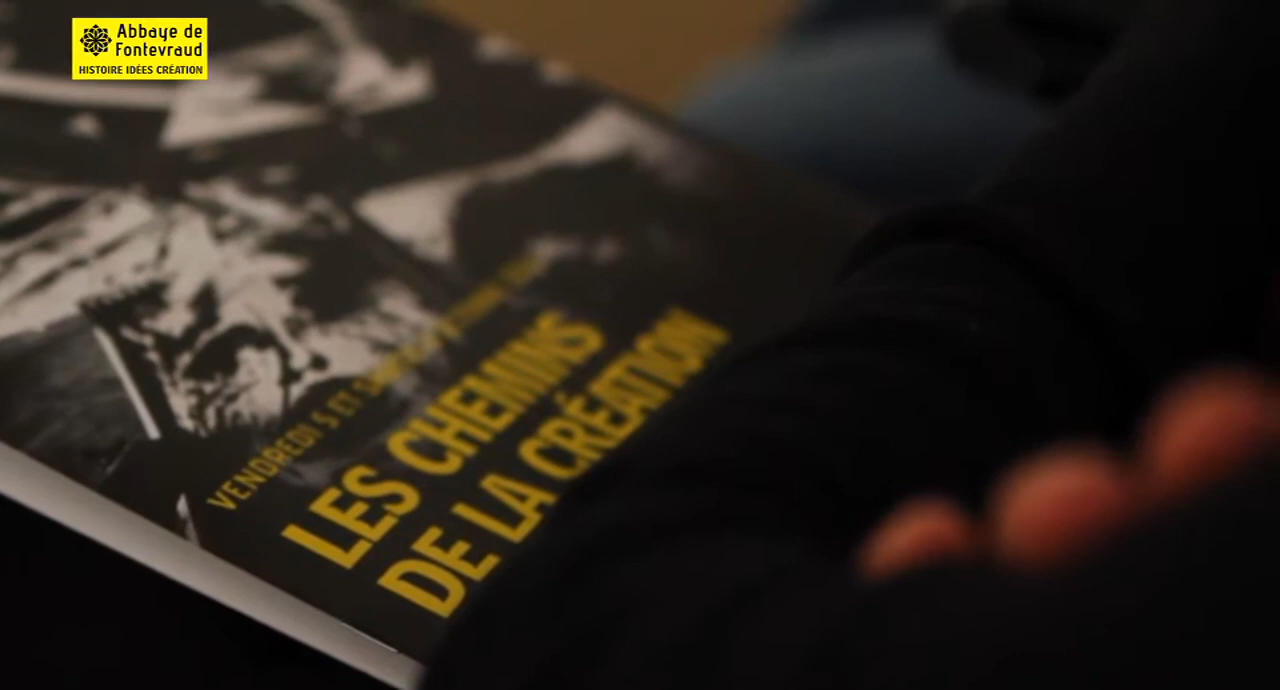 Abbaye de
Fontevraud
HISTOIRE IDÉES CRÉATION
VENDREDI 5 ET
LES CHEMINS
DE LA CRÉATION